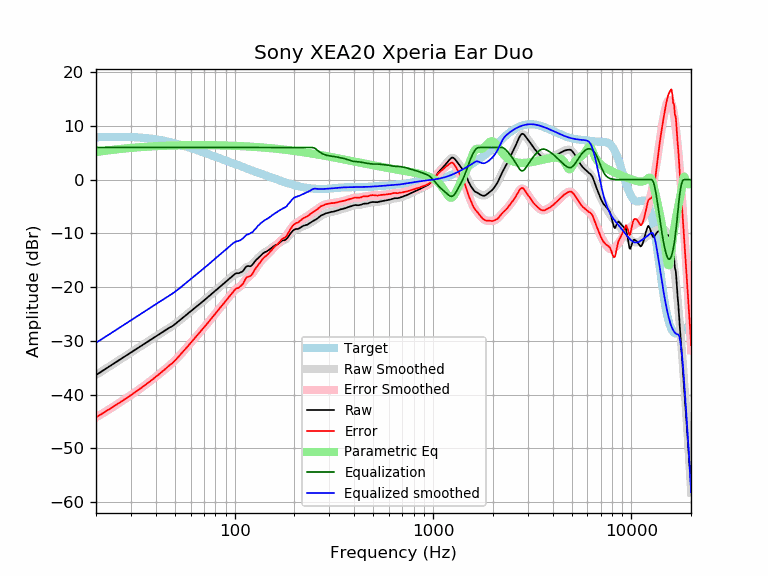 Sony XEA20 Xperia Ear Duo
20
10
0
−10
−20
−30
−40
−50
−60
Amplitude (dBr)
Target
Raw Smoothed
Error Smoothed
Raw
Error
Parametric Eq
Equalization
Equalized smoothed
100
1000
10000
Frequency (Hz)